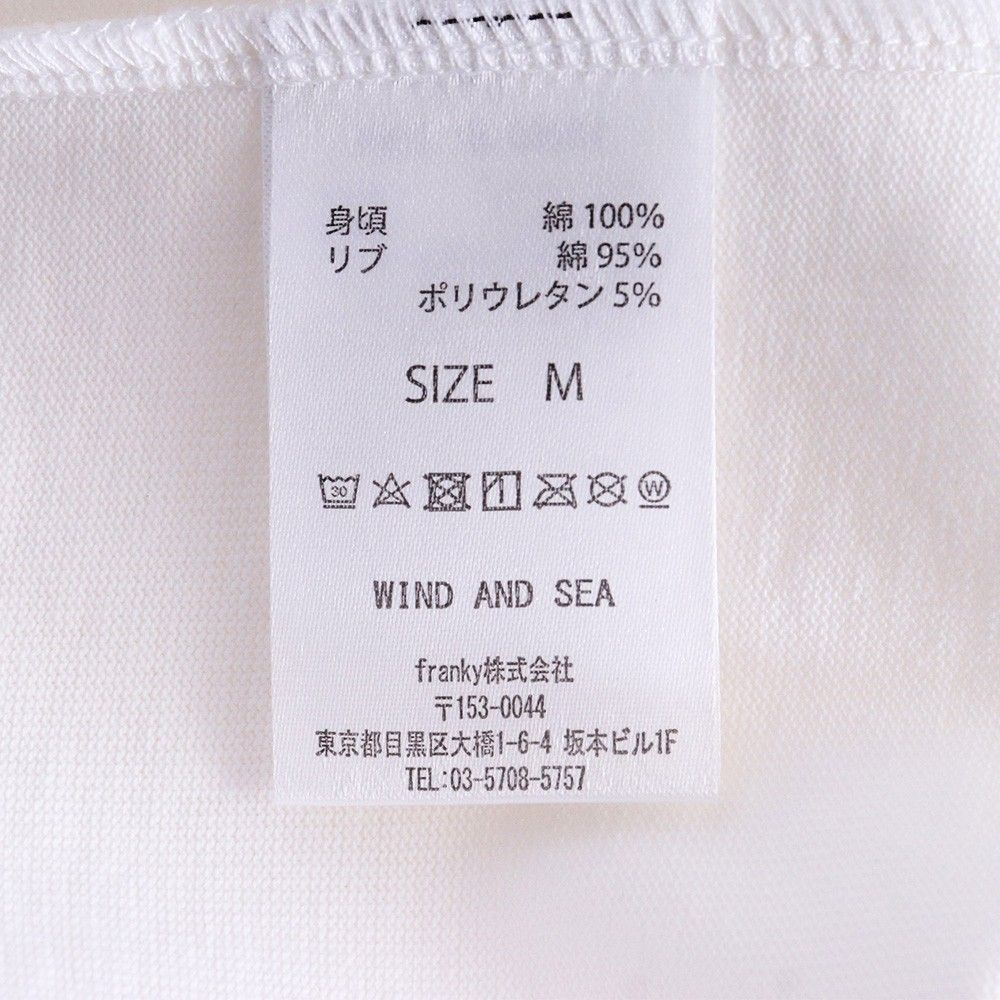 身頃 綿 100%
リブ 綿 95%
ポリウレタン 5%
SIZE M
30 W
WIND AND SEA
franky株式会社
〒153-0044
東京都目黒区大橋1-6-4 坂本ビル1F
TEL:03-5708-5757